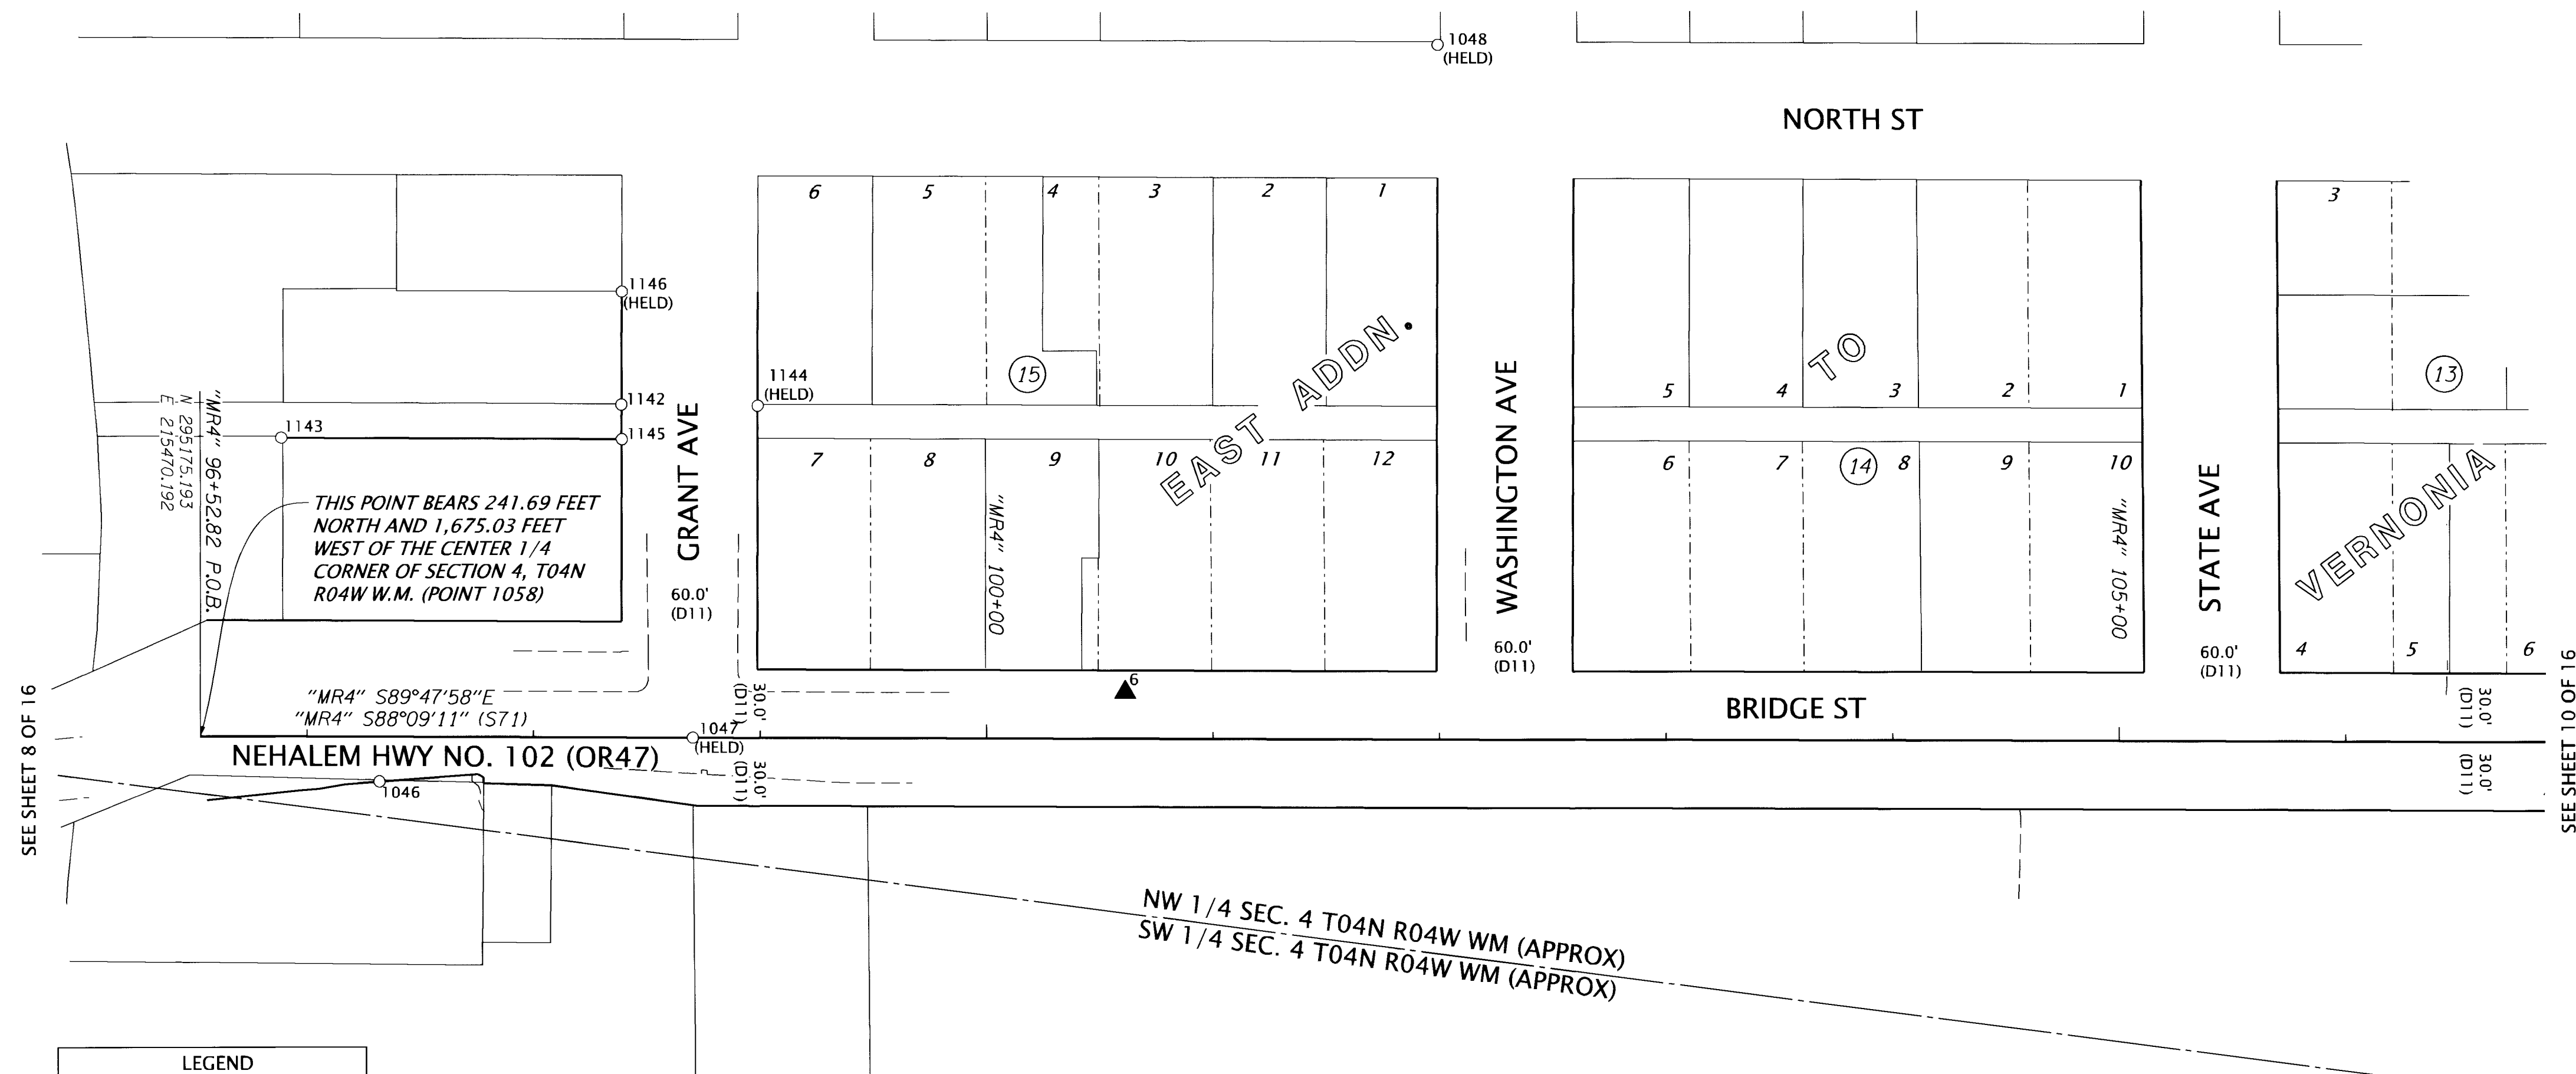 1048
(HELD)
NORTH ST
6
5
4
3
2
1
3
1146
(HELD)
1144
(HELD)
15
EAST ADDN.
TO
13
5
4
3
2
1
1142
1143
1145
GRANT AVE
WASHINGTON AVE
STATE AVE
7
8
9
10
11
12
6
7
14
8
9
10
VERNONIA
"MR4" 96+52.82 P.O.B.
N 295175.193
E 215470.192
THIS POINT BEARS 241.69 FEET
NORTH AND 1,675.03 FEET
WEST OF THE CENTER 1/4
CORNER OF SECTION 4, T04N
R04W W.M. (POINT 1058)
"MR4" 100+00
"MR4" 105+00
60.0'
(D11)
60.0'
(D11)
60.0'
(D11)
4
5
6
SEE SHEET 8 OF 16
"MR4" S89°47'58"E
"MR4" S88°09'11" (S71)
30.0'
(D11)
6
BRIDGE ST
30.0'
(D11)
SEE SHEET 10 OF 16
1047
(HELD)
NEHALEM HWY NO. 102 (OR47)
1046
30.0'
(D11)
30.0'
(D11)
NW 1/4 SEC. 4 T04N R04W WM (APPROX)
SW 1/4 SEC. 4 T04N R04W WM (APPROX)
LEGEND